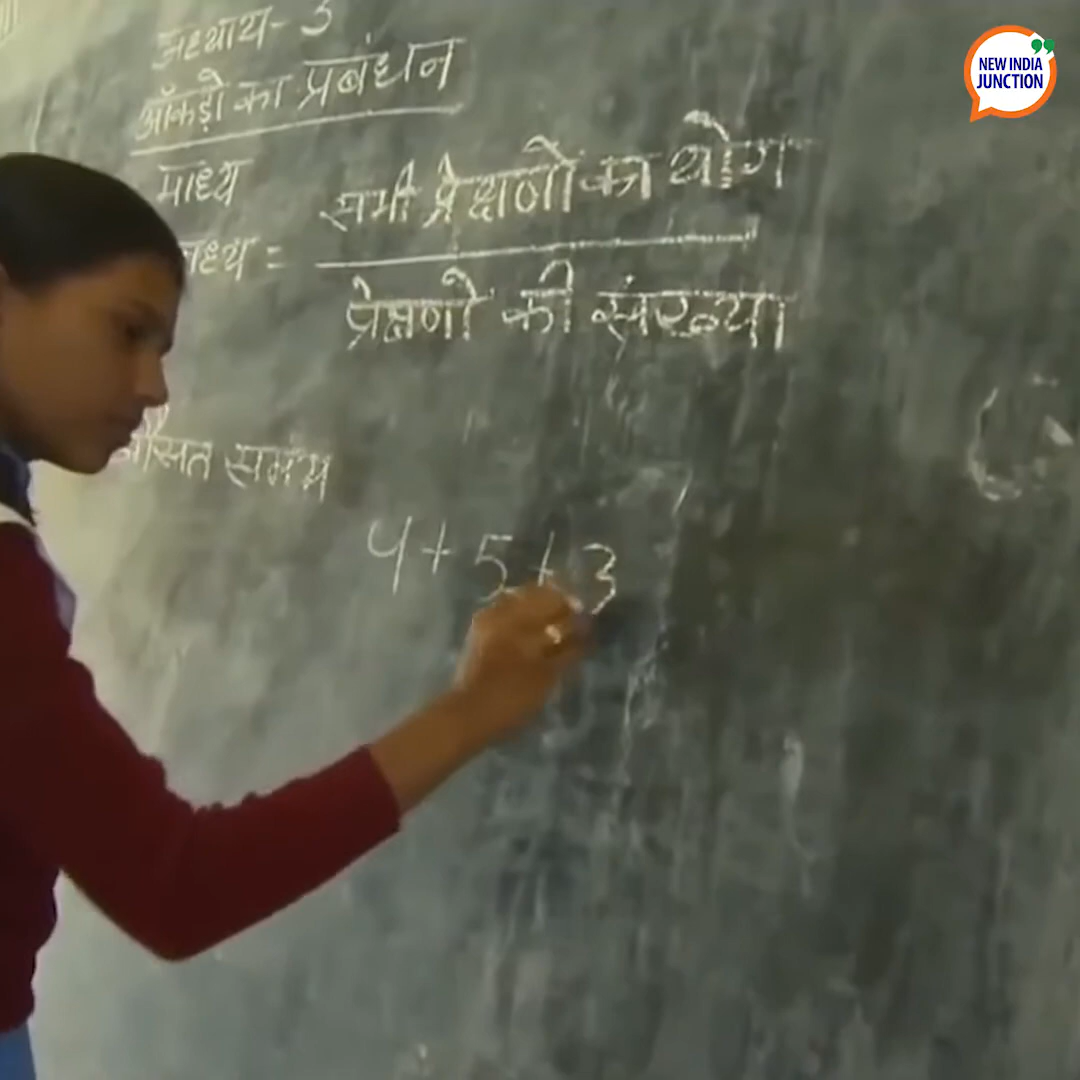 अध्याय- 3
आँकड़ो का प्रबंधन
माध्य
माध्य = सभी प्रेक्षणों का योग
प्रेक्षणों की संख्या
औसत समय
4+5+3
NEW INDIA
JUNCTION